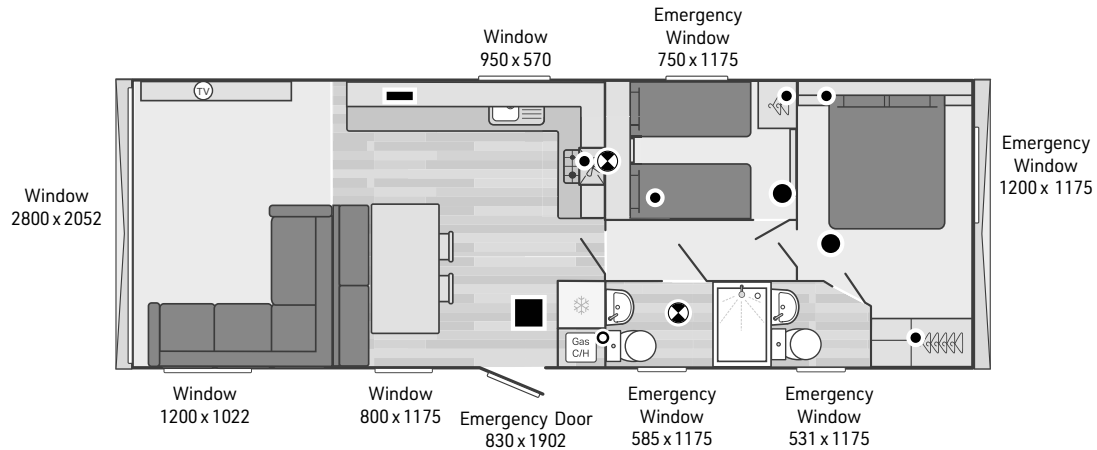 Emergency
Window
750 x 1175
Window
950 x 570
TV
Emergency
Window
1200 x 1175
Window
2800 x 2052
Gas
C/H
Window
1200 x 1022
Window
800 x 1175
Emergency Door
830 x 1902
Emergency
Window
585 x 1175
Emergency
Window
531 x 1175